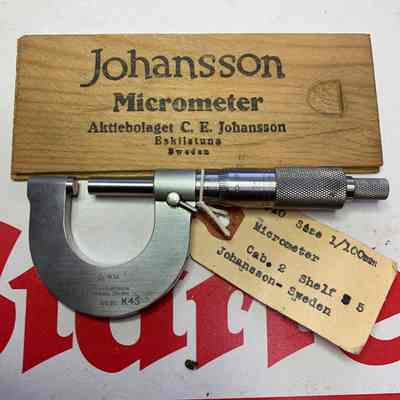 Johansson
Micrometer
Aktiebolaget C. E. Johansson
Eskilstuna
Sweden
Size 1/100mm
Micrometer
Cab. 2 Shelf 5
Johansson- Sweden